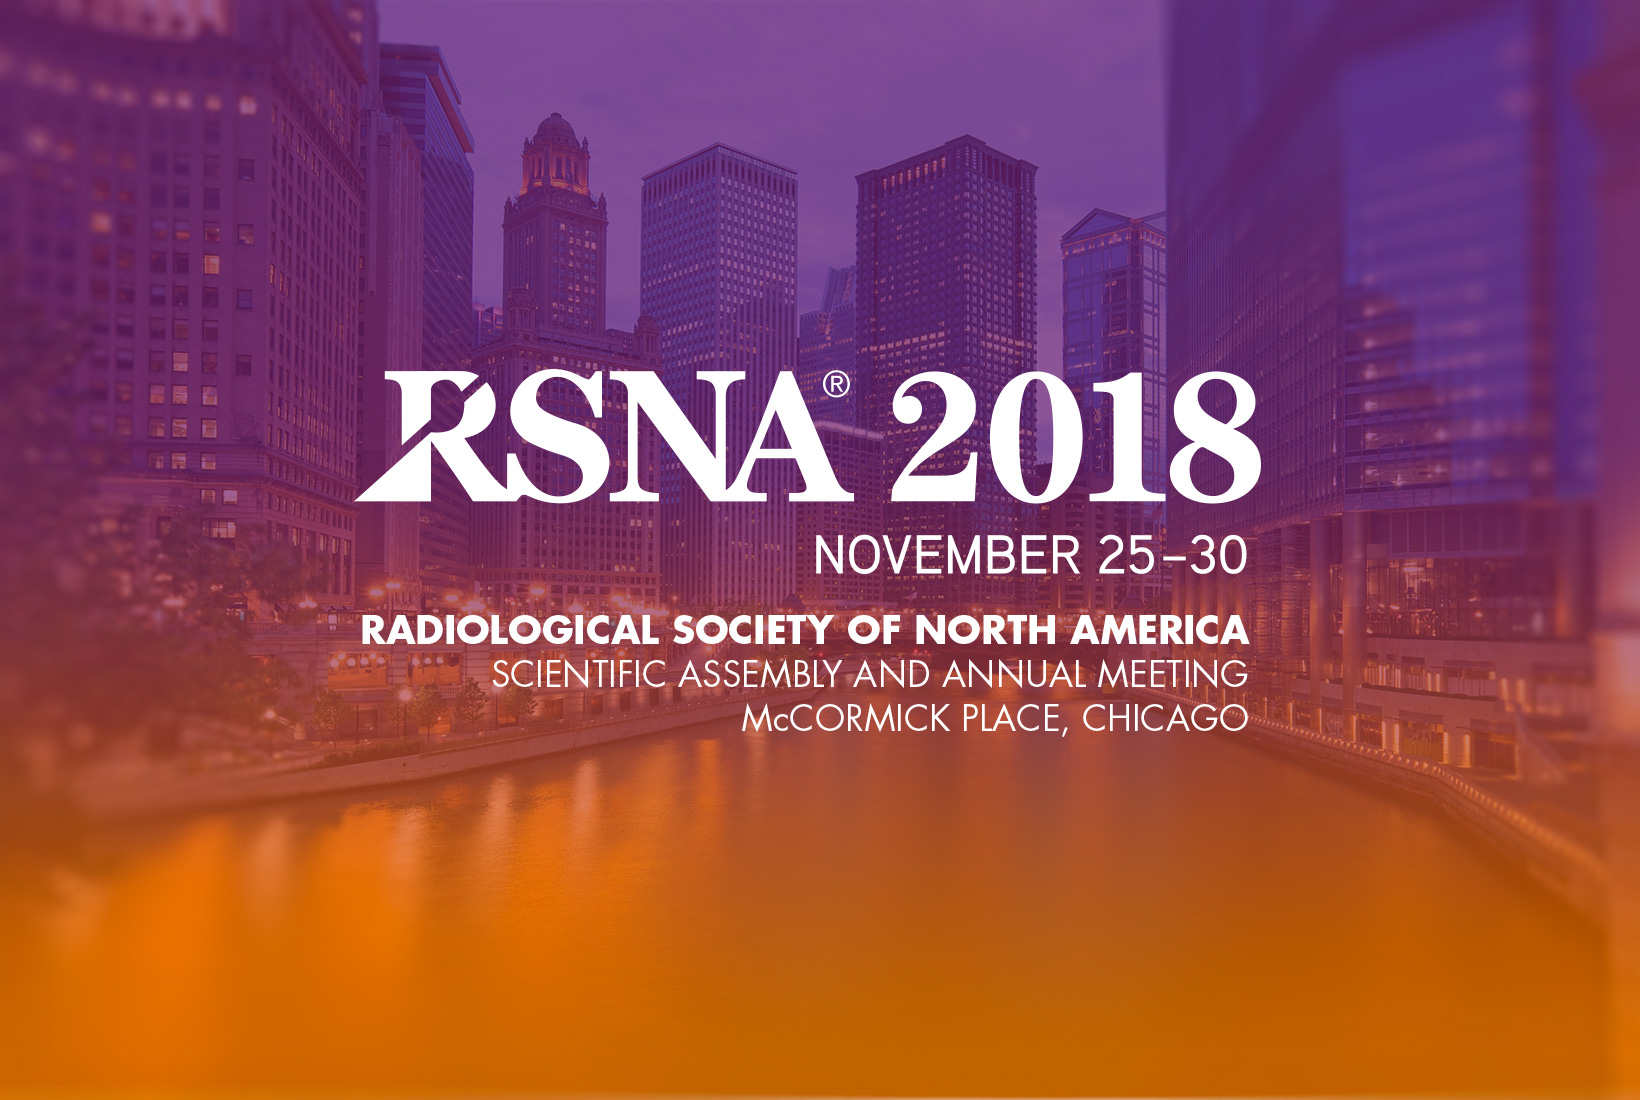 RSNA® 2018
NOVEMBER 25–30
RADIOLOGICAL SOCIETY OF NORTH AMERICA
SCIENTIFIC ASSEMBLY AND ANNUAL MEETING
McCORMICK PLACE, CHICAGO